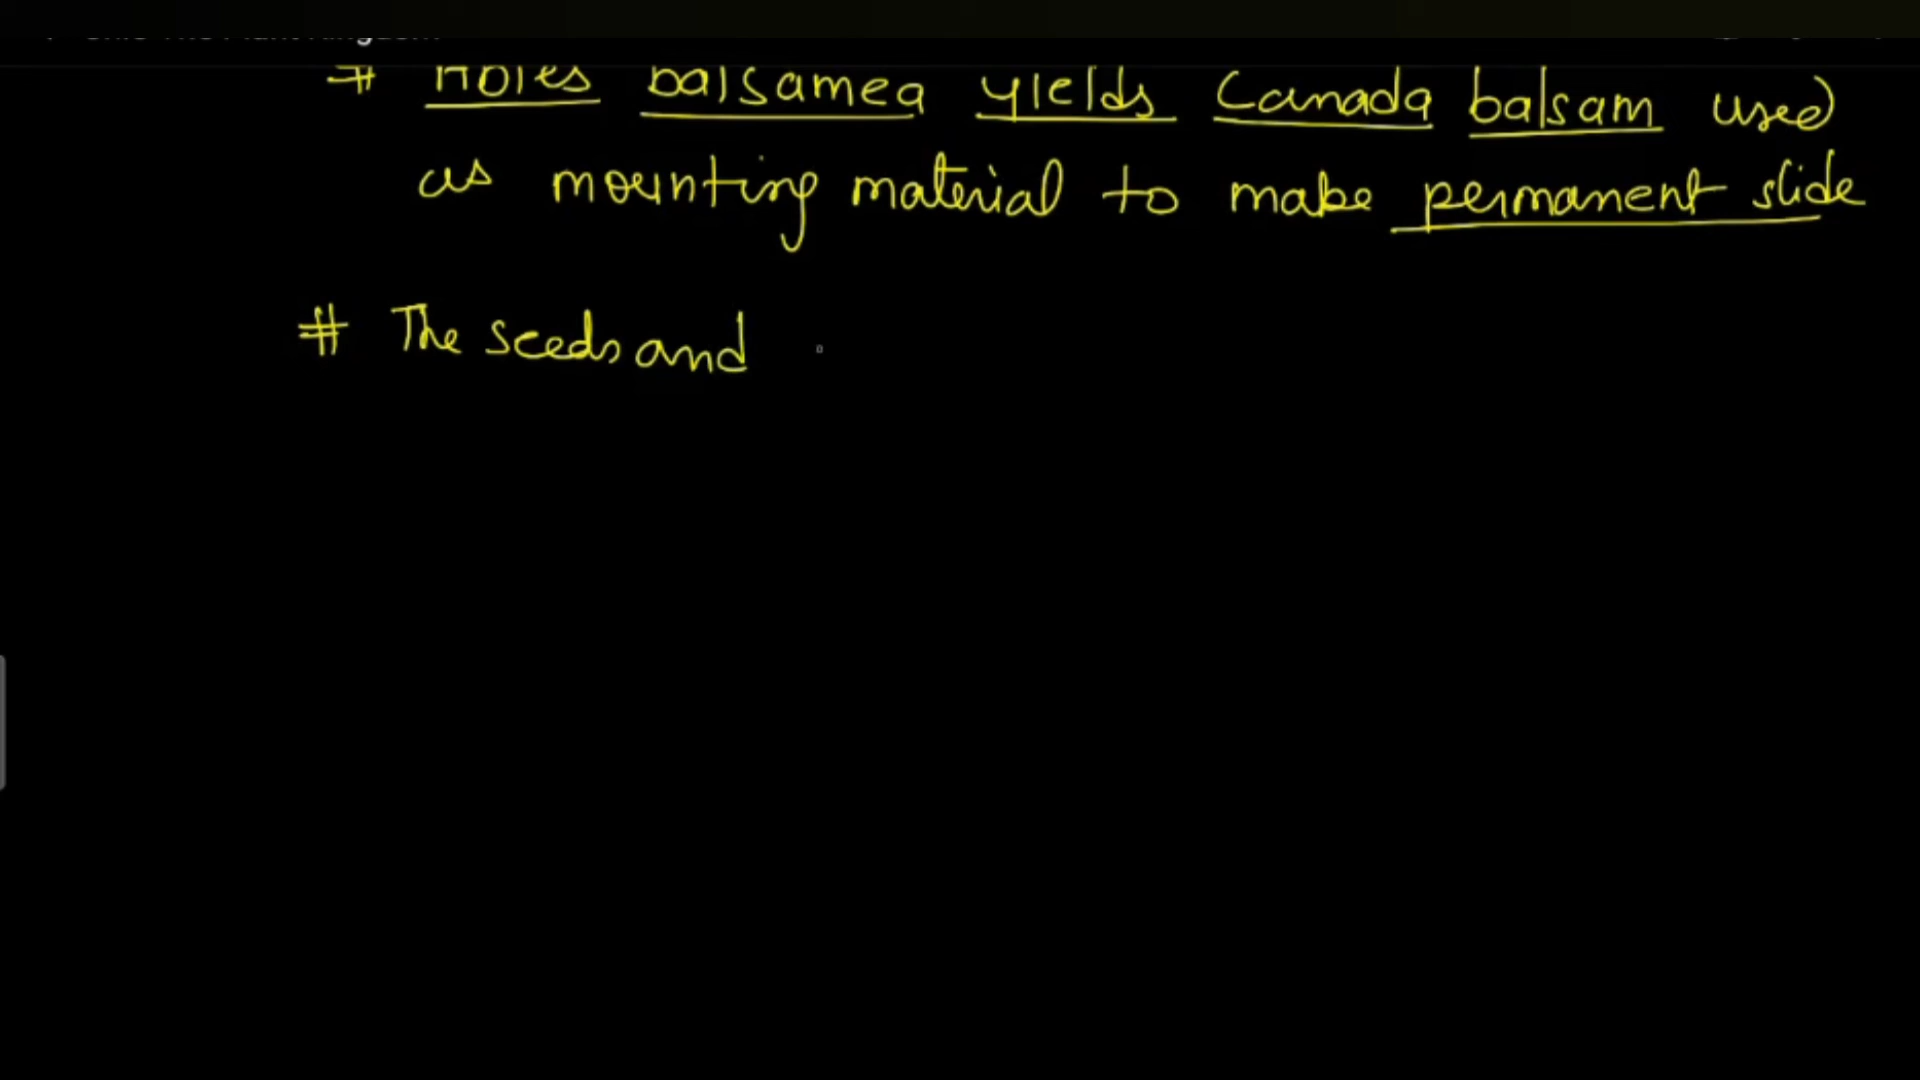 # Abies balsamea yields Canada balsam used
as mounting material to make permanent slide
# The seeds and